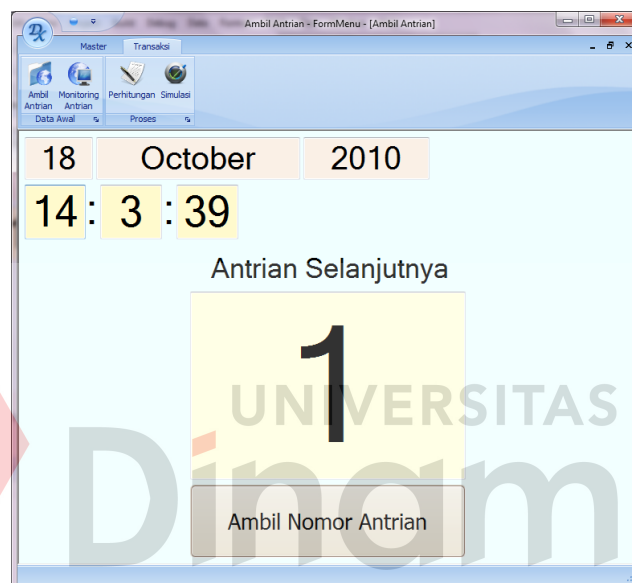 Ambil Antrian - FormMenu - [Ambil Antrian]
Master Transaksi
Ambil Antrian Monitoring Antrian Perhitungan Simulasi
Data Awal Proses
18 October 2010
14 : 3 : 39
Antrian Selanjutnya
1
UNIVERSITAS
Dinam
Ambil Nomor Antrian